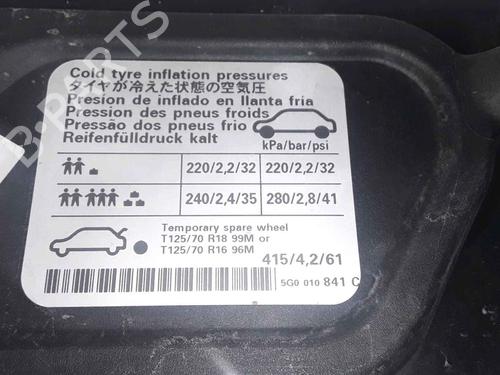 B-PARTS
Cold tyre inflation pressures
タイヤが冷えた状態の空気圧
Presion de inflado en llanta fria
Pression des pneus froids
Pressão dos pneus frio
Reifenfülldruck kalt
kPa/bar/psi
220/2,2/32 220/2,2/32
240/2,4/35 280/2,8/41
Temporary spare wheel
T125/70 R18 99M or
T125/70 R16 96M
415/4,2/61
5G0 010 841 C